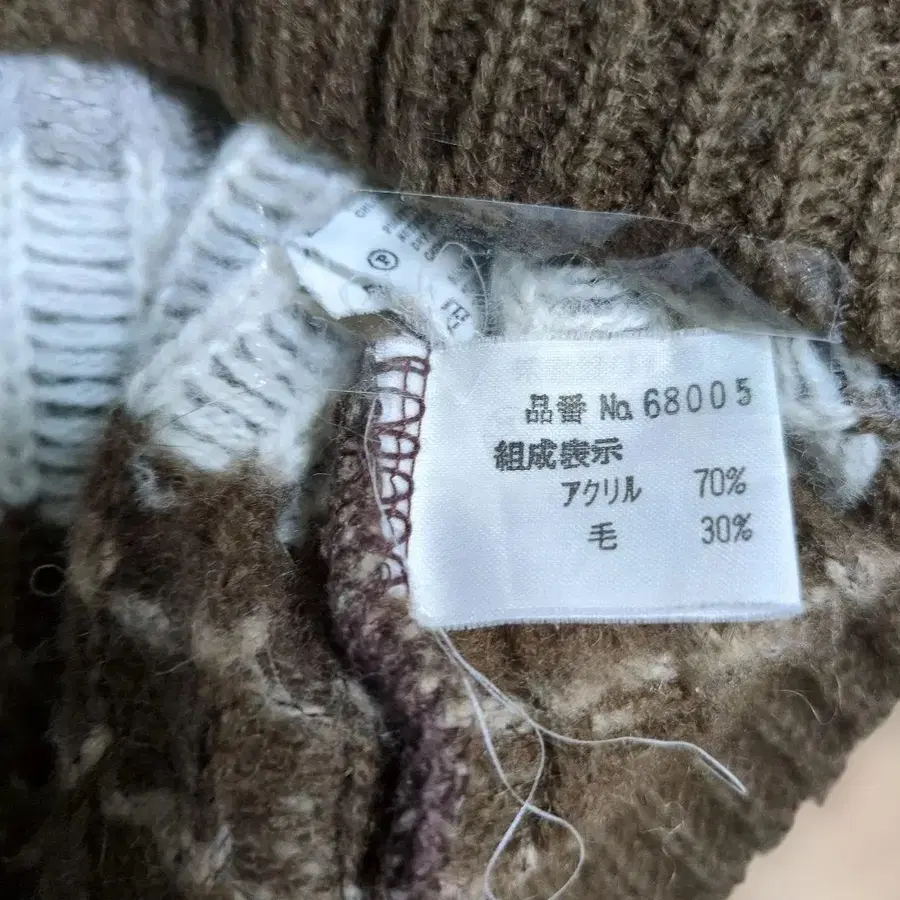 品番 No. 68005
組成表示
アクリル 70%
毛 30%